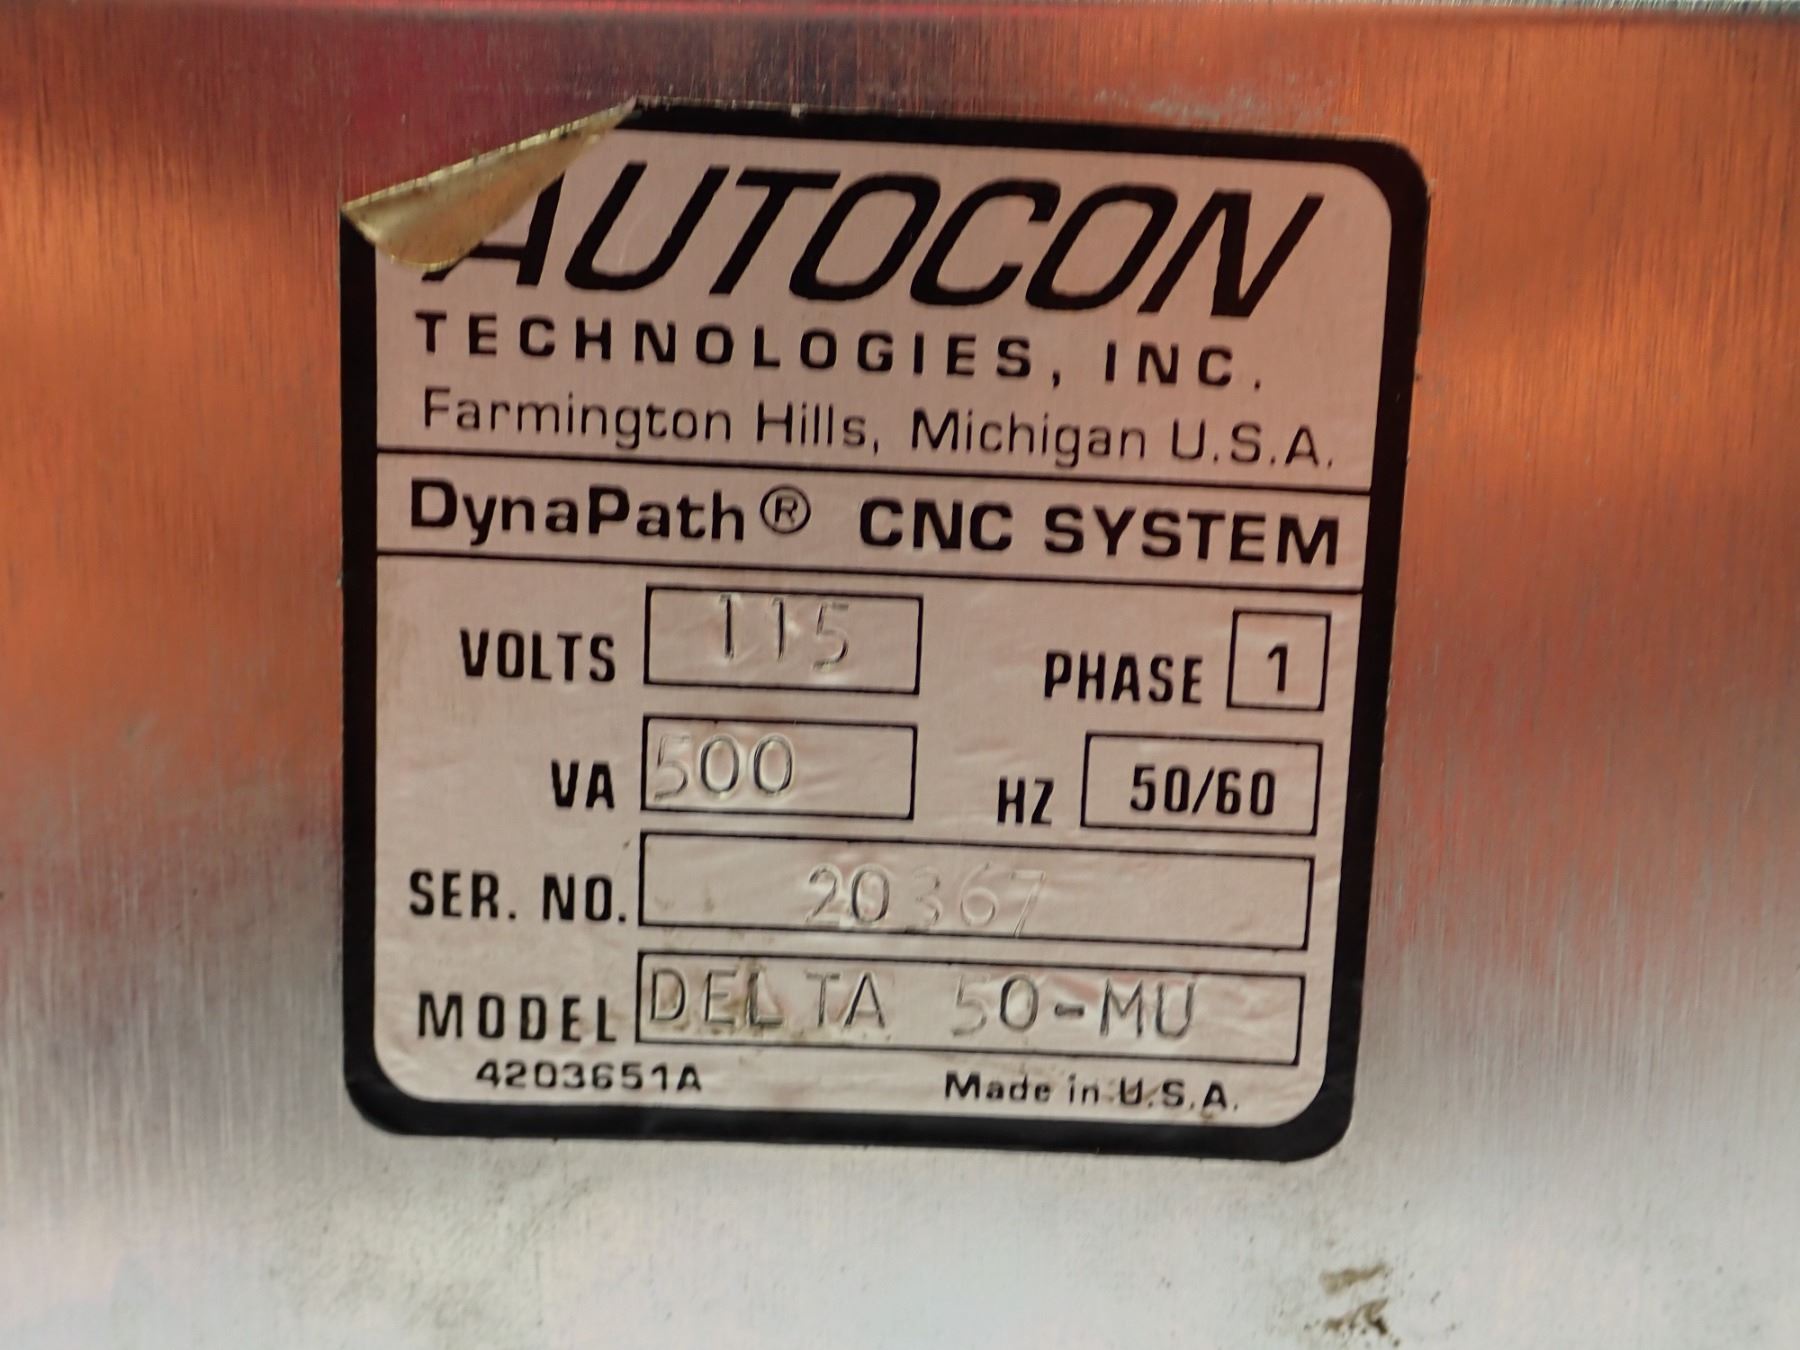 AUTOCON
TECHNOLOGIES, INC.
Farmington Hills, Michigan U.S.A.
DynaPath® CNC SYSTEM
VOLTS 115 PHASE 1
VA 500 HZ 50/60
SER. NO. 20367
MODEL DELTA 50-MU
4203651A Made in U.S.A.